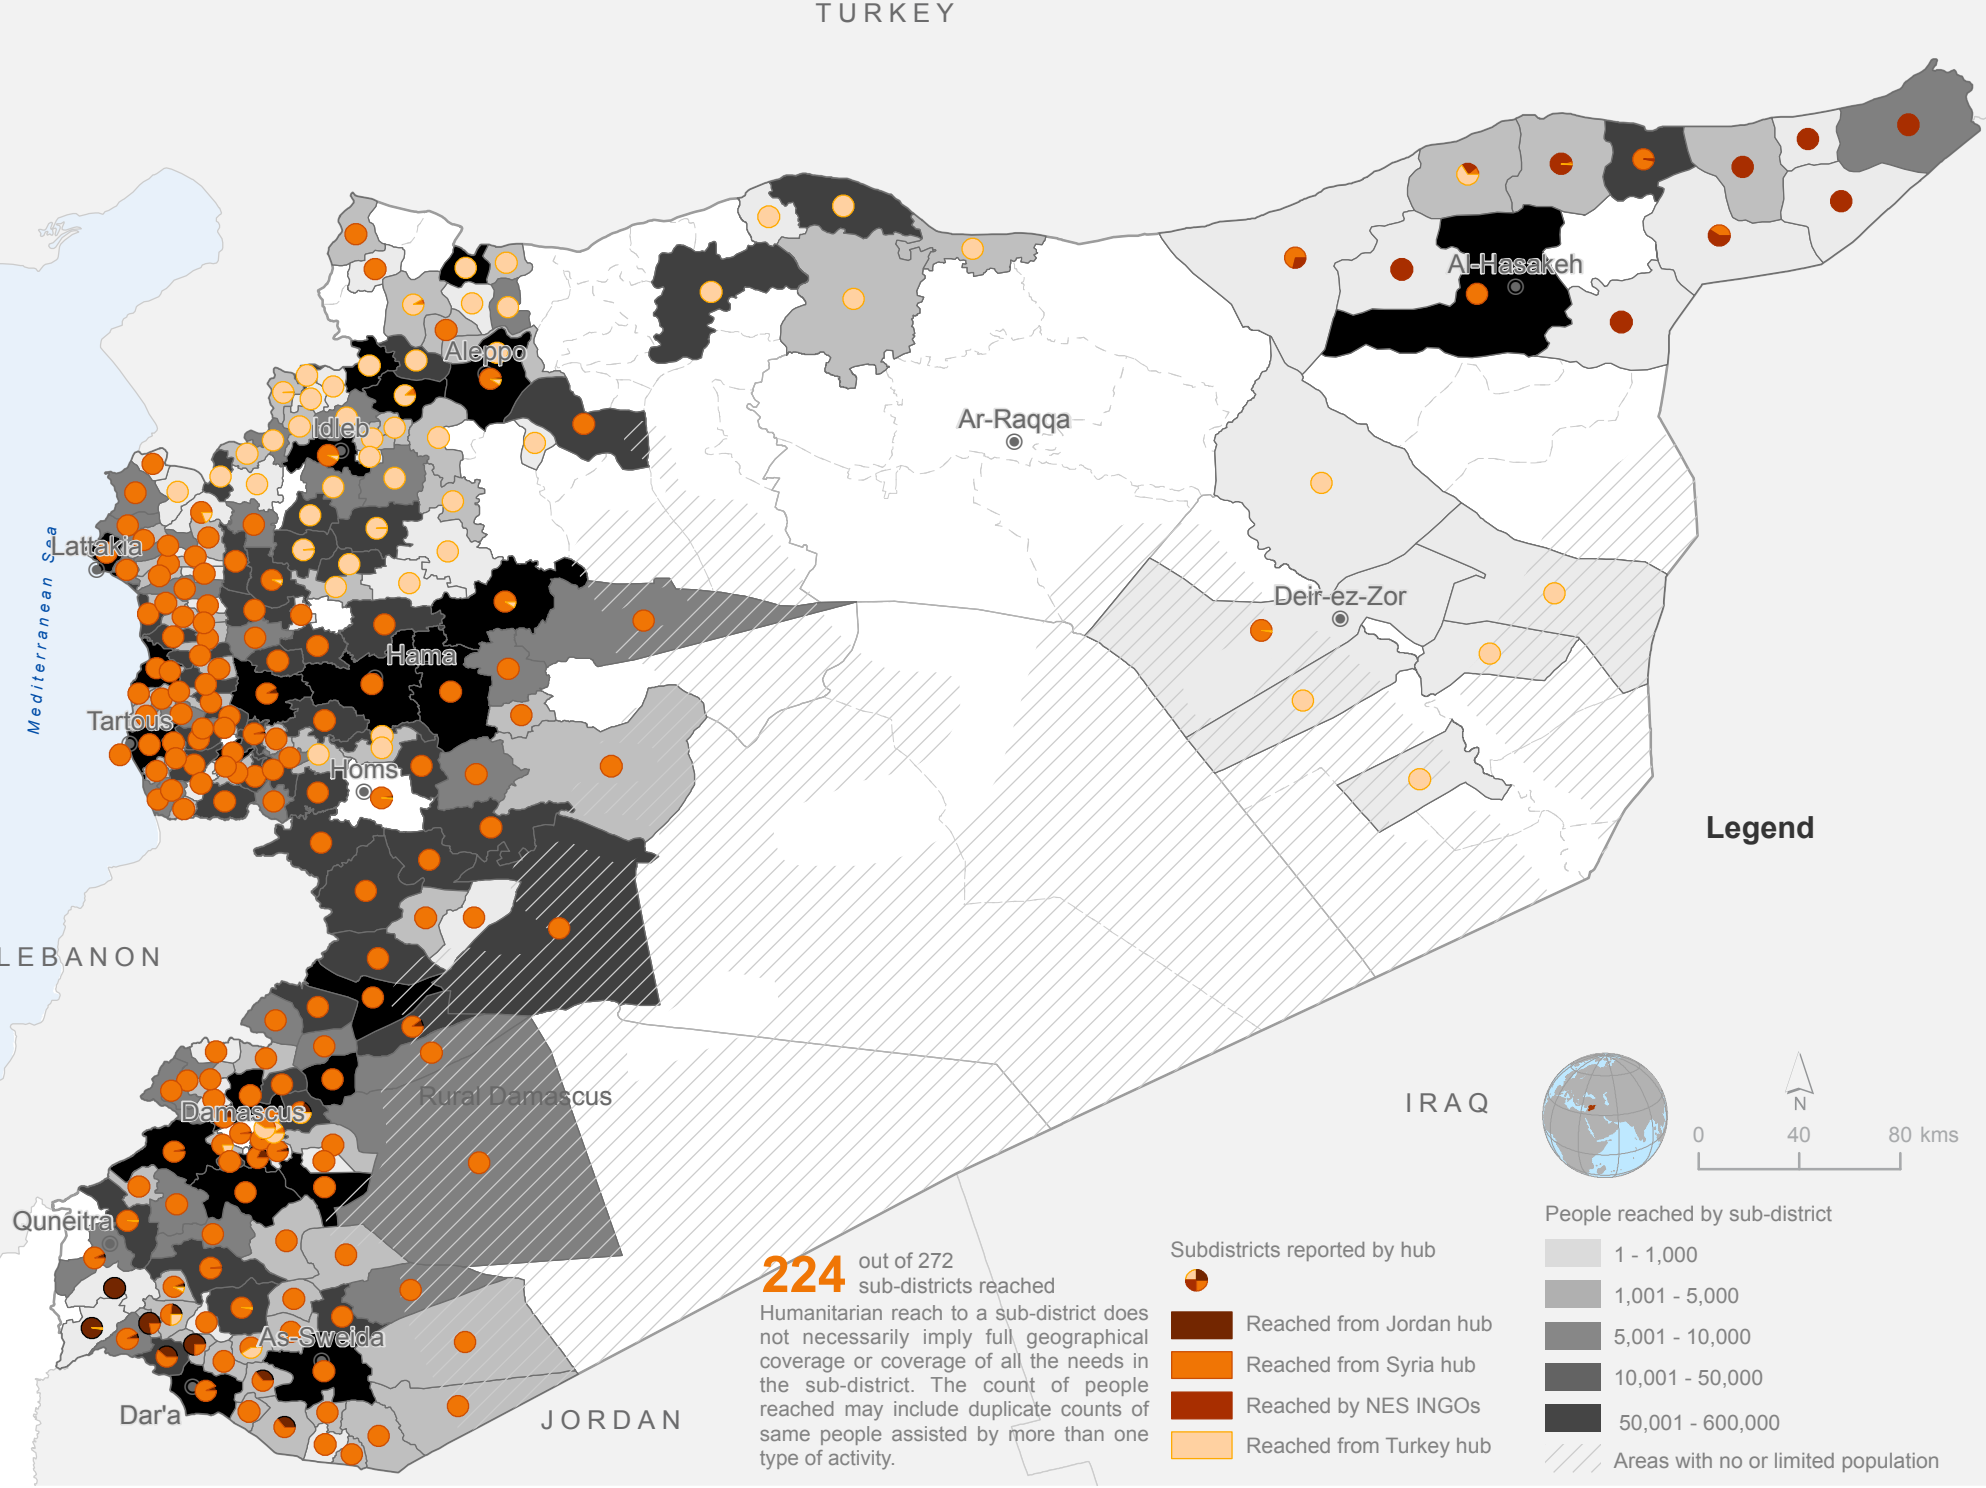 TURKEY
Al-Hasakeh
Aleppo
Ar-Raqqa
Idleb
Lattakia
Mediterranean Sea
Deir-ez-Zor
Hama
Tartous
Homs
Legend
LEBANON
Rural Damascus
Damascus
IRAQ
N
0 40 80 kms
Quneitra
As-Sweida
Dar'a
JORDAN
224 out of 272
sub-districts reached
Humanitarian reach to a sub-district does
not necessarily imply full geographical
coverage or coverage of all the needs in
the sub-district. The count of people
reached may include duplicate counts of
same people assisted by more than one
type of activity.
Subdistricts reported by hub
Reached from Jordan hub
Reached from Syria hub
Reached by NES INGOs
Reached from Turkey hub
People reached by sub-district
1 - 1,000
1,001 - 5,000
5,001 - 10,000
10,001 - 50,000
50,001 - 600,000
Areas with no or limited population